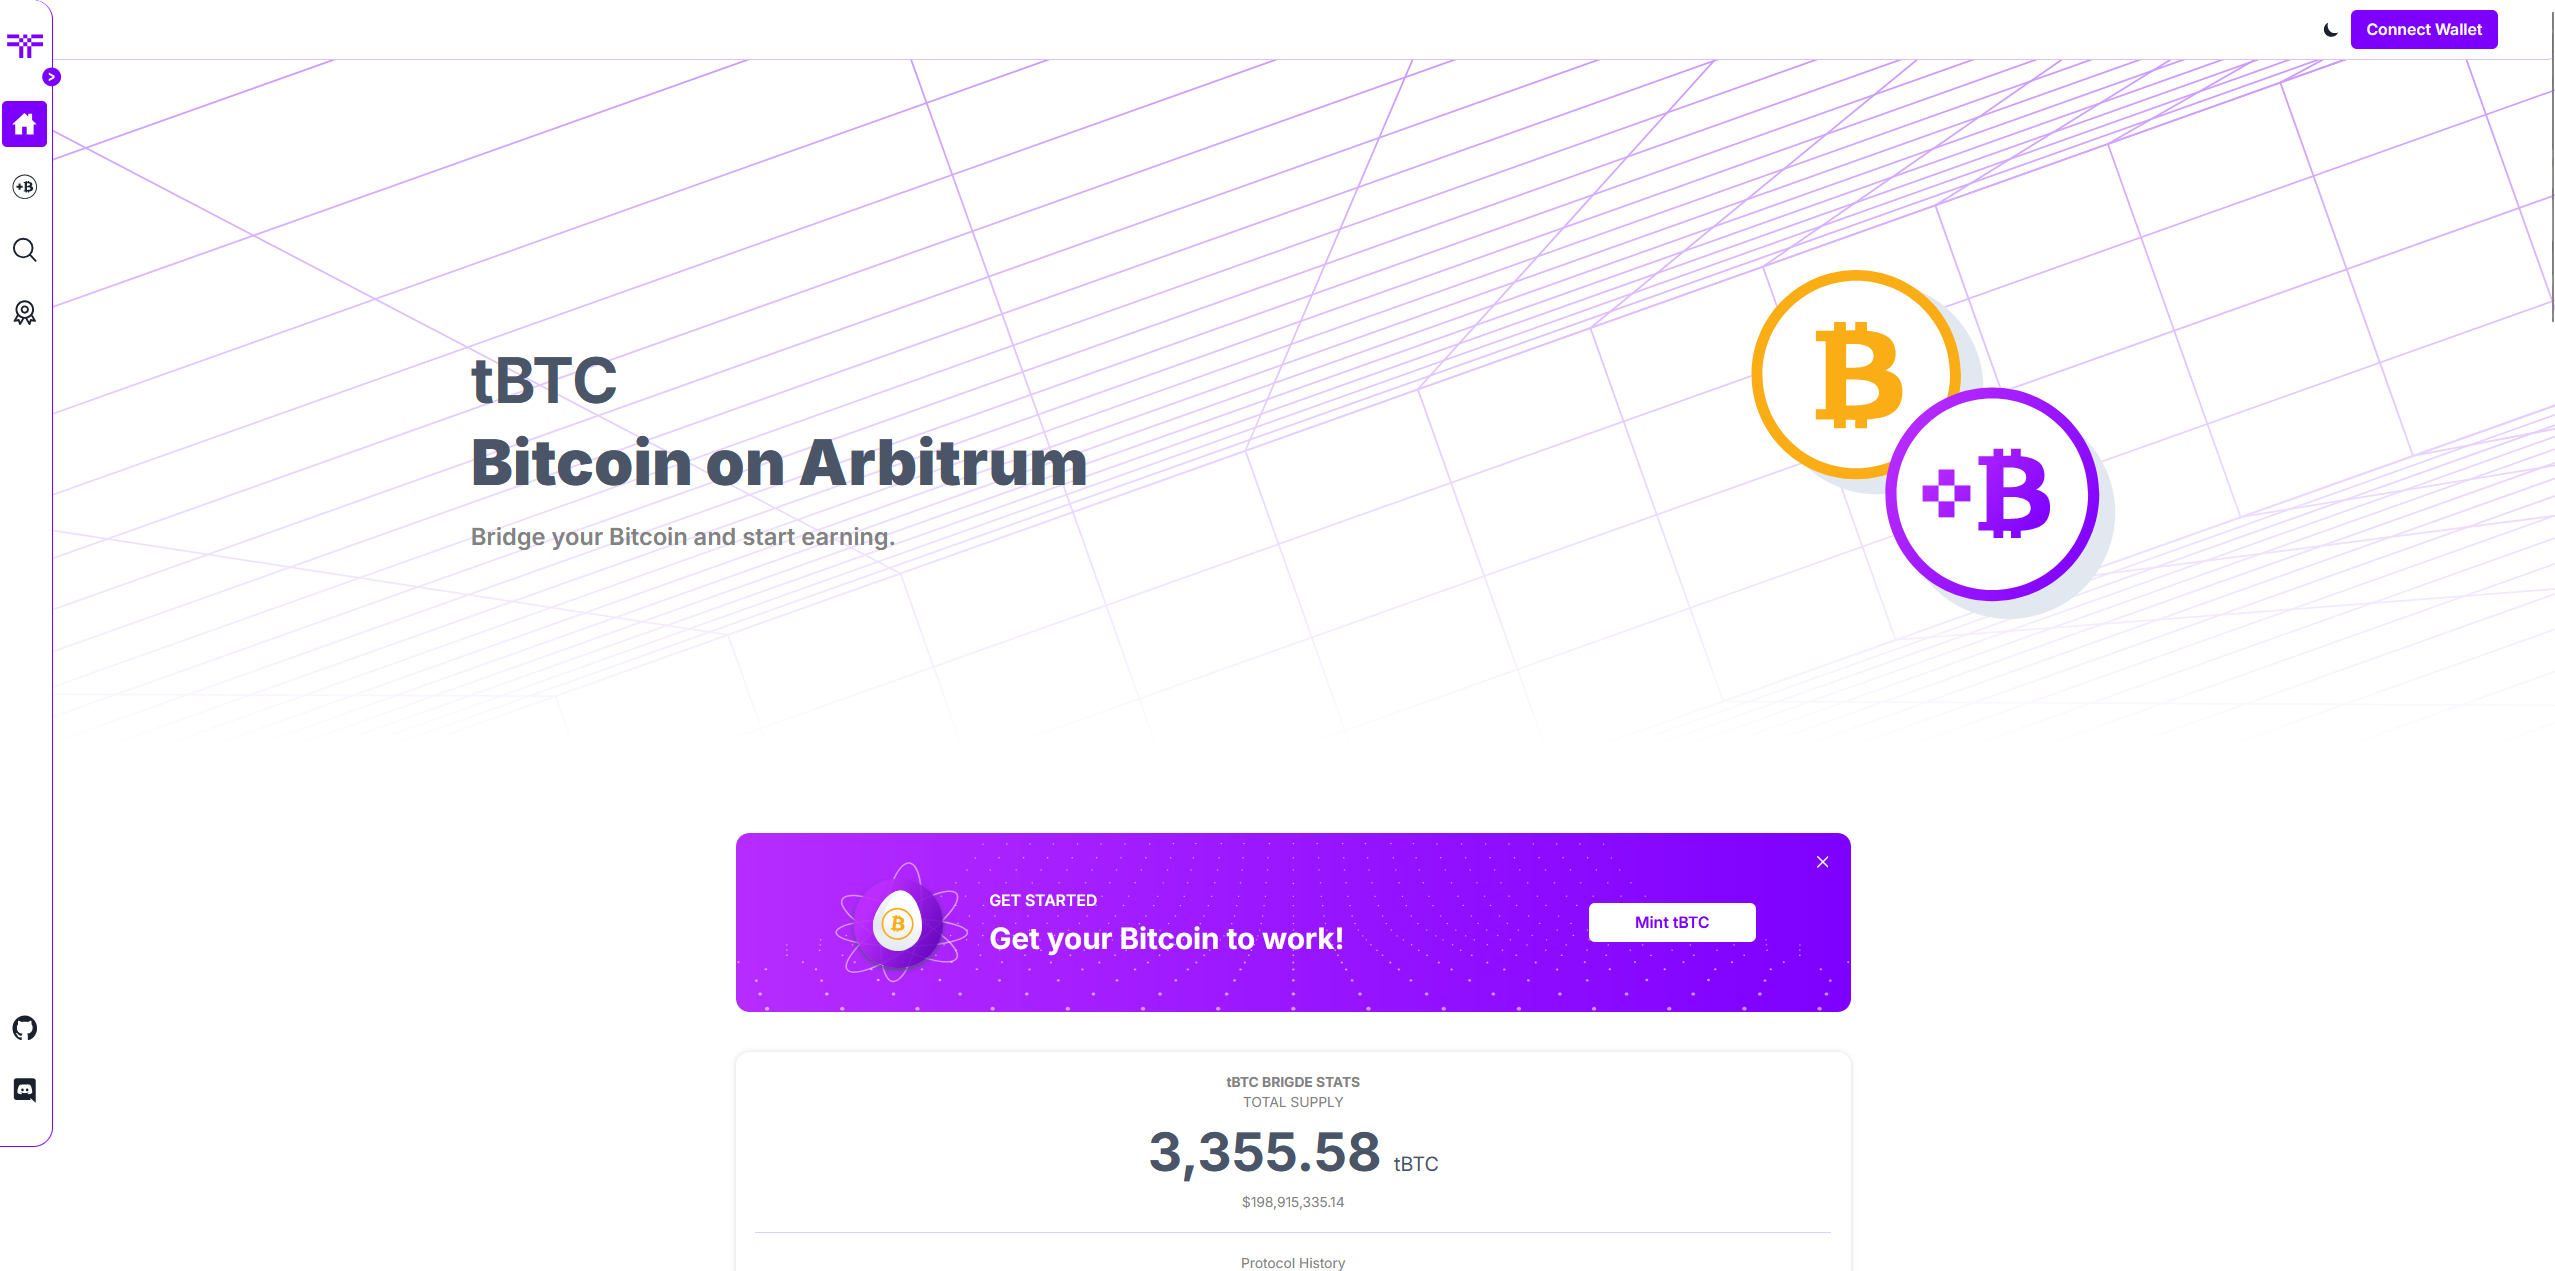 Connect Wallet
tBTC
Bitcoin on Arbitrum
Bridge your Bitcoin and start earning.
GET STARTED
Get your Bitcoin to work!
Mint tBTC
tBTC BRIGDE STATS
TOTAL SUPPLY
3,355.58 tBTC
$198,915,335.14
Protocol History